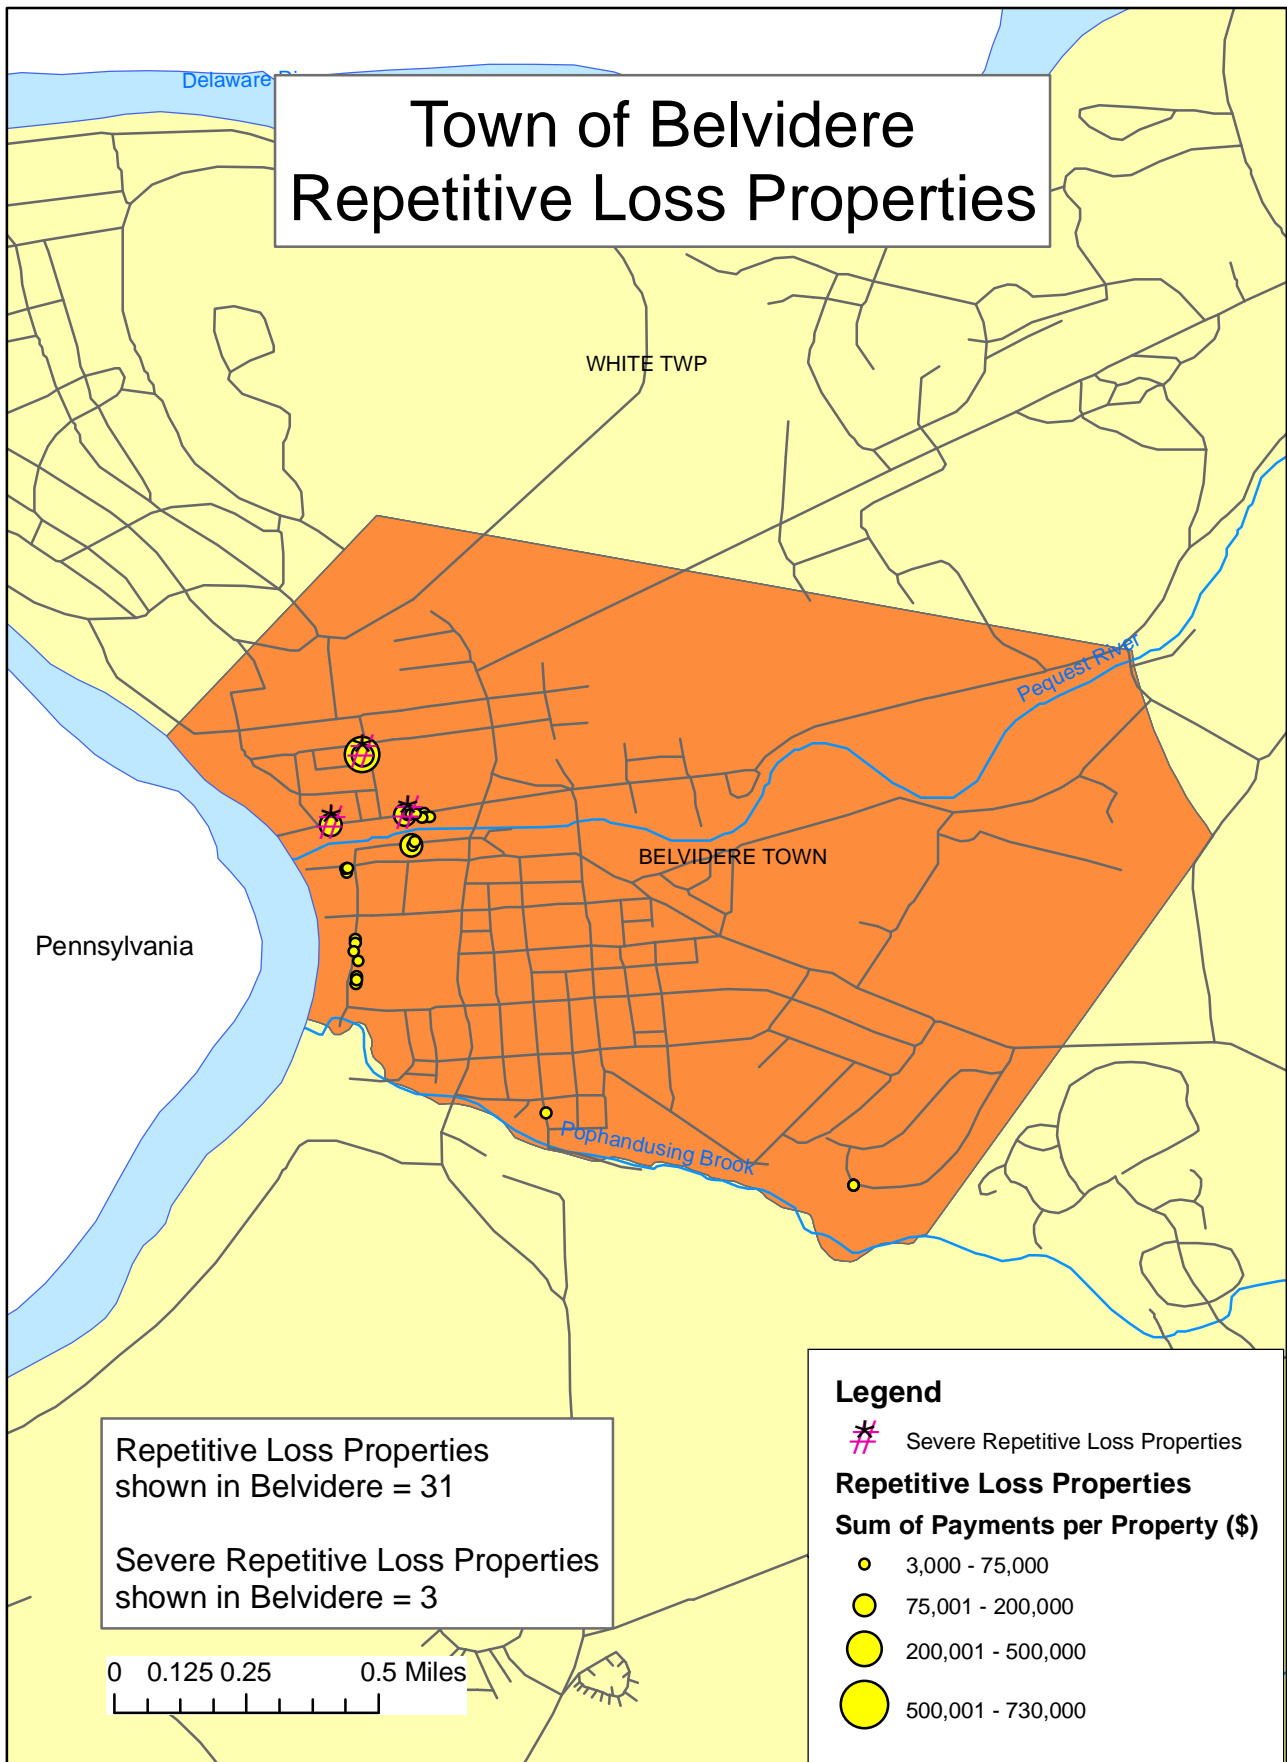 Delaware
Town of Belvidere
Repetitive Loss Properties
WHITE TWP
Pequest River
BELVIDERE TOWN
Pennsylvania
Pophandusing Brook
Legend
Severe Repetitive Loss Properties
Repetitive Loss Properties
Sum of Payments per Property ($)
3,000 - 75,000
75,001 - 200,000
200,001 - 500,000
500,001 - 730,000
Repetitive Loss Properties
shown in Belvidere = 31
Severe Repetitive Loss Properties
shown in Belvidere = 3
0 0.125 0.25 0.5 Miles